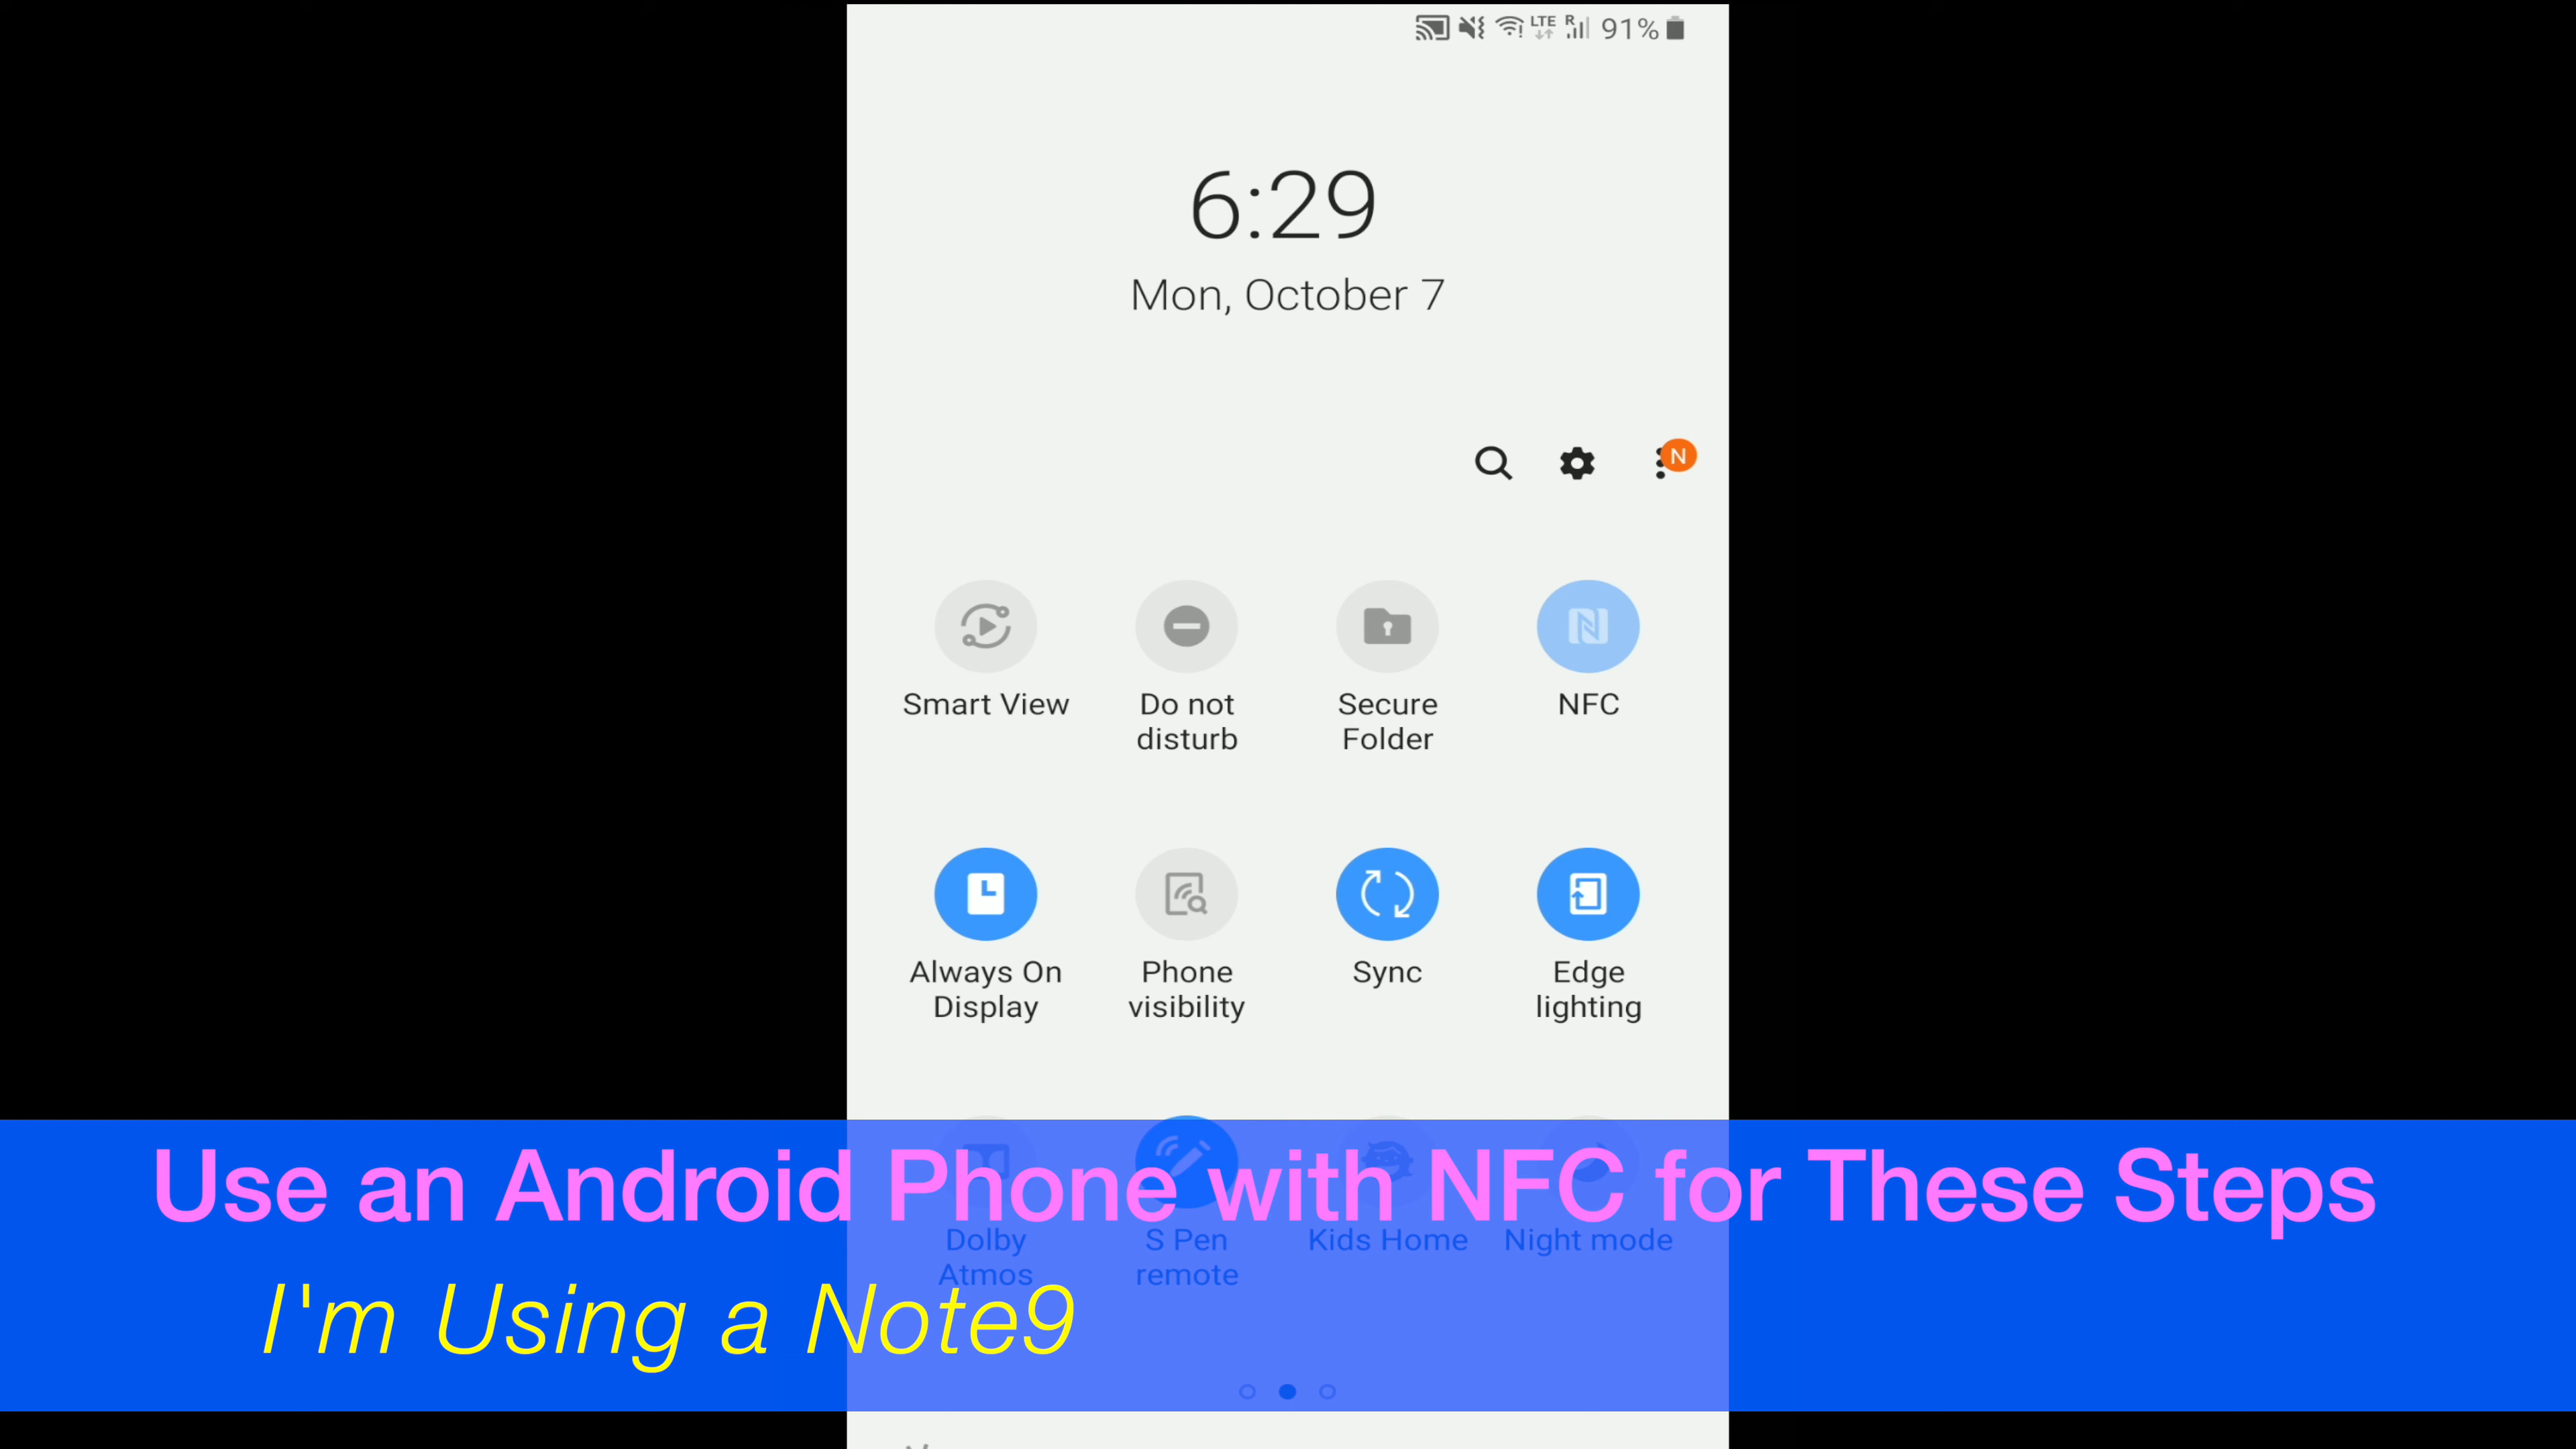 LTE R 91%
6:29
Mon, October 7
N
Smart View Do not disturb Secure Folder NFC
Always On Display Phone visibility Sync Edge lighting
Use an Android Phone with NFC for These Steps
Dolby Atmos S Pen remote Kids Home Night mode
I'm Using a Note9